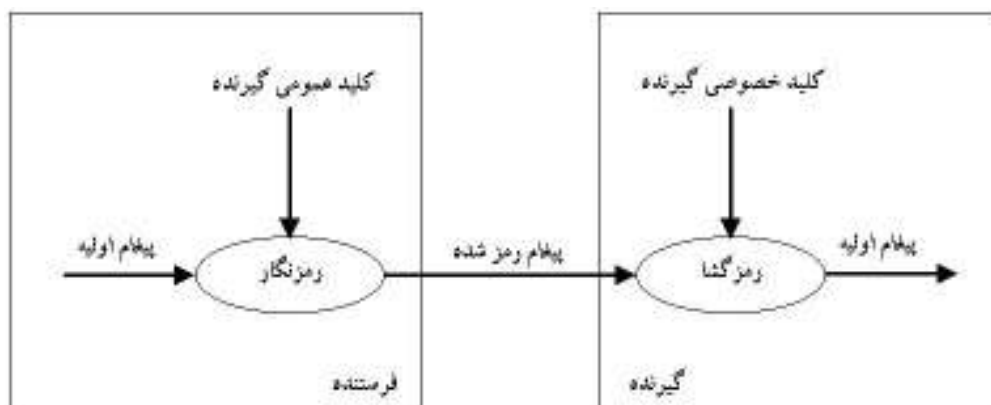 کلید عمومی گیرنده
پیغام اولیه
رمزنگار
فرستنده
پیغام رمز شده
کلید خصوصی گیرنده
رمزگشا
پیغام اولیه
گیرنده